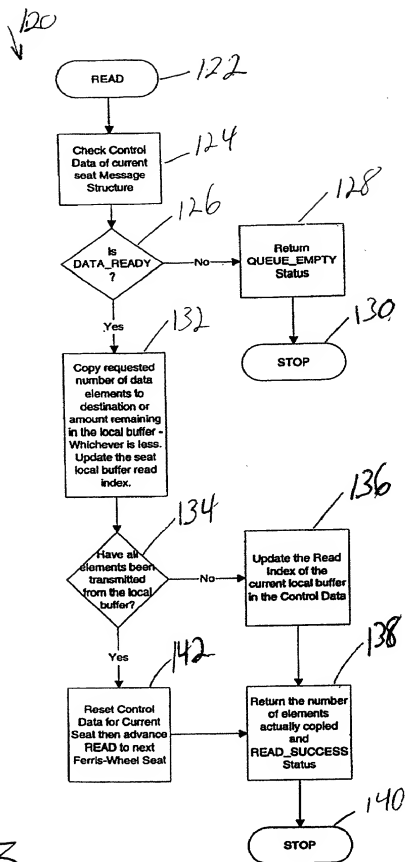 120
READ
122
Check Control
Data of current
seat Message
Structure
124
Is
DATA_READY
?
126
No
Return
QUEUE_EMPTY
Status
128
STOP
130
Yes
132
Copy requested
number of data
elements to
destination or
amount remaining
in the local buffer -
Whichever is less.
Update the seat
local buffer read
index.
Have all
elements been
transmitted
from the local
buffer?
134
No
136
Update the Read
Index of the
current local buffer
in the Control Data
Yes
142
Reset Control
Data for Current
Seat then advance
READ to next
Ferris-Wheel Seat
138
Return the number
of elements
actually copied
and
READ_SUCCESS
Status
140
STOP